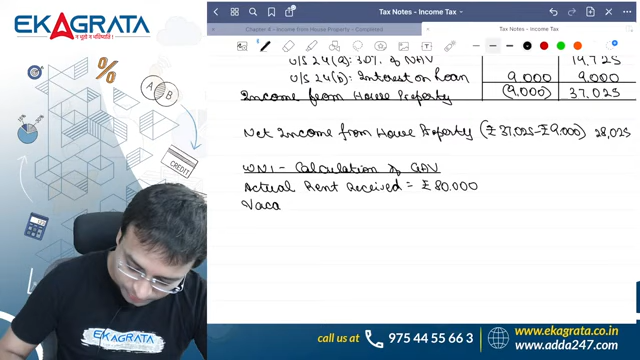 EKAGRATA
Tax Notes - Income Tax
Chapter 4 - Income from House Property - Completed
Tax Notes - Income Tax
U/S 24(a): 30% of NAV 14,725
U/S 24(b): Interest on Loan 9,000 9,000
Income from House Property (9,000) 37,025
Net Income from House Property (₹ 37,025-₹ 9,000) 28,025
WN1 - Calculation of GAV
Actual Rent Received = ₹ 80,000
Vaca
CREDIT CARD
A B
%
EKAGRATA
call us at 975 44 55 66 3
www.ekagrata.co.in
www.adda247.com